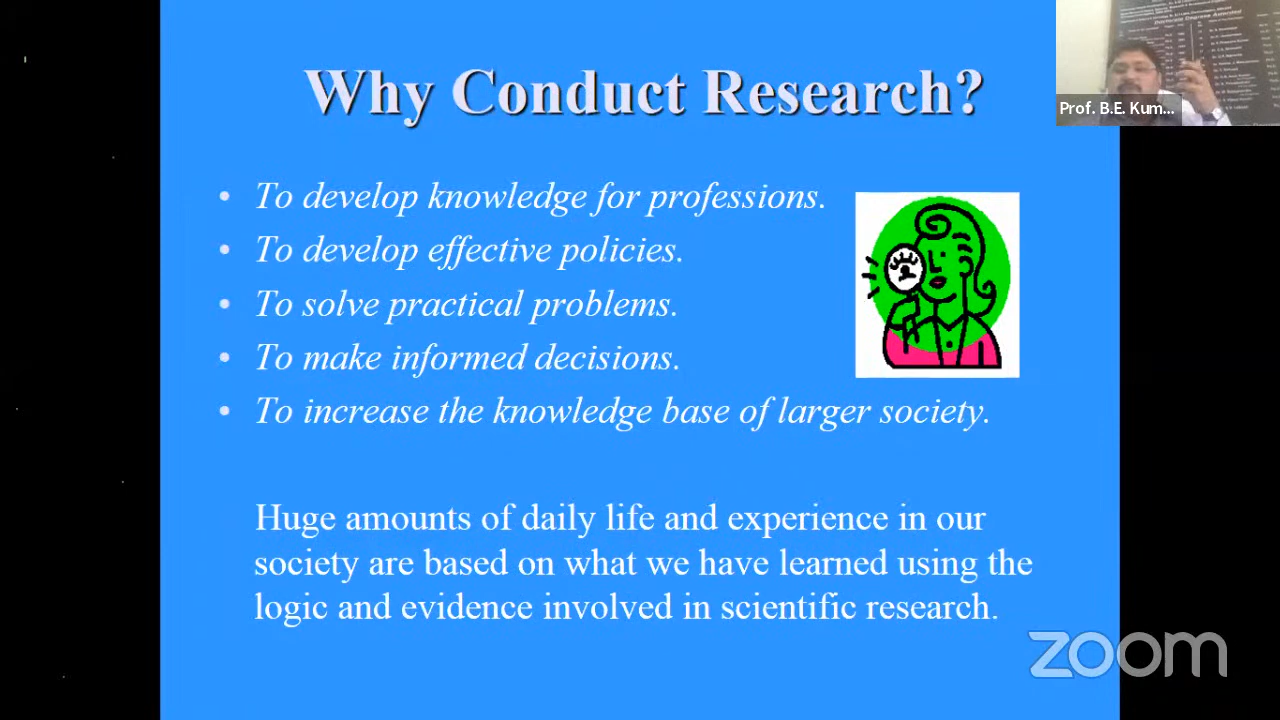 Why Conduct Research?
• To develop knowledge for professions.
• To develop effective policies.
• To solve practical problems.
• To make informed decisions.
• To increase the knowledge base of larger society.
Huge amounts of daily life and experience in our
society are based on what we have learned using the
logic and evidence involved in scientific research.
Prof. B.E. Kum...
zoom